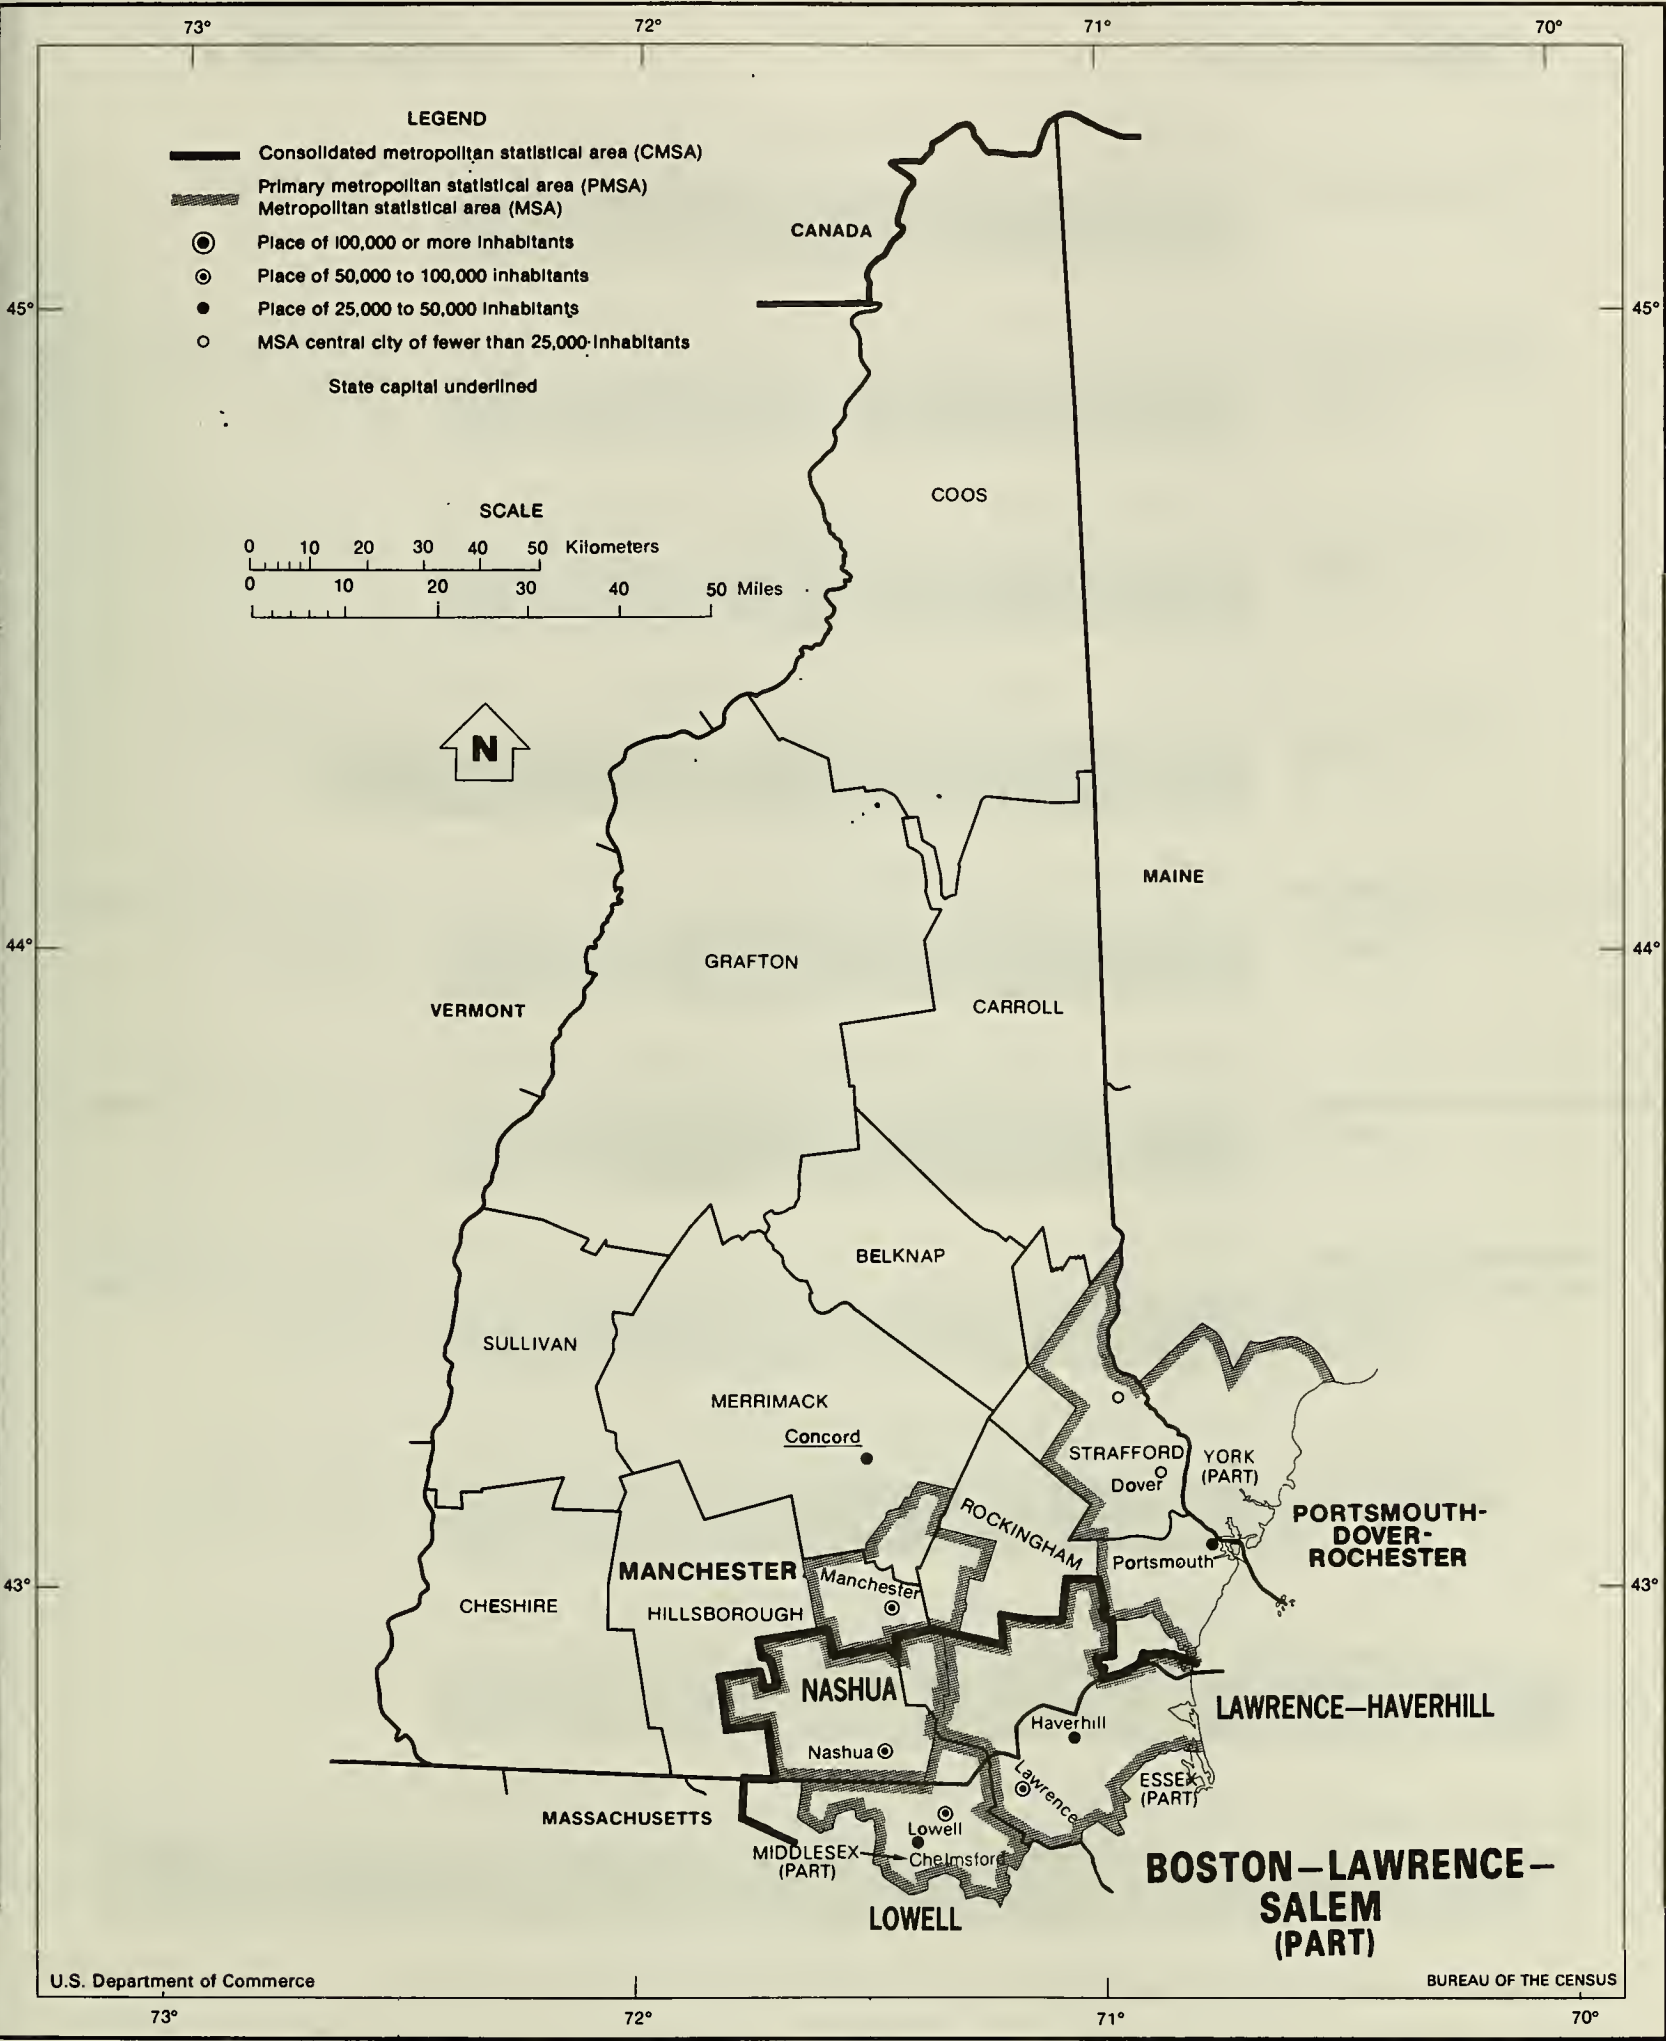 73°
72°
71°
70°
LEGEND
Consolidated metropolitan statistical area (CMSA)
Primary metropolitan statistical area (PMSA)
Metropolitan statistical area (MSA)
Place of 100,000 or more inhabitants
Place of 50,000 to 100,000 inhabitants
Place of 25,000 to 50,000 inhabitants
MSA central city of fewer than 25,000 inhabitants
State capital underlined
CANADA
45°
45°
COOS
SCALE
0 10 20 30 40 50 Kilometers
0 10 20 30 40 50 Miles
N
MAINE
44°
44°
GRAFTON
VERMONT
CARROLL
BELKNAP
SULLIVAN
MERRIMACK
Concord
STRAFFORD
Dover
YORK
(PART)
ROCKINGHAM
PORTSMOUTH-
DOVER-
ROCHESTER
Portsmouth
MANCHESTER
Manchester
43°
43°
CHESHIRE
HILLSBOROUGH
NASHUA
LAWRENCE—HAVERHILL
Haverhill
Nashua
Lawrence
ESSEX
(PART)
MASSACHUSETTS
Lowell
MIDDLESEX
(PART)
Chelmsford
LOWELL
BOSTON—LAWRENCE—
SALEM
(PART)
U.S. Department of Commerce
BUREAU OF THE CENSUS
73°
72°
71°
70°